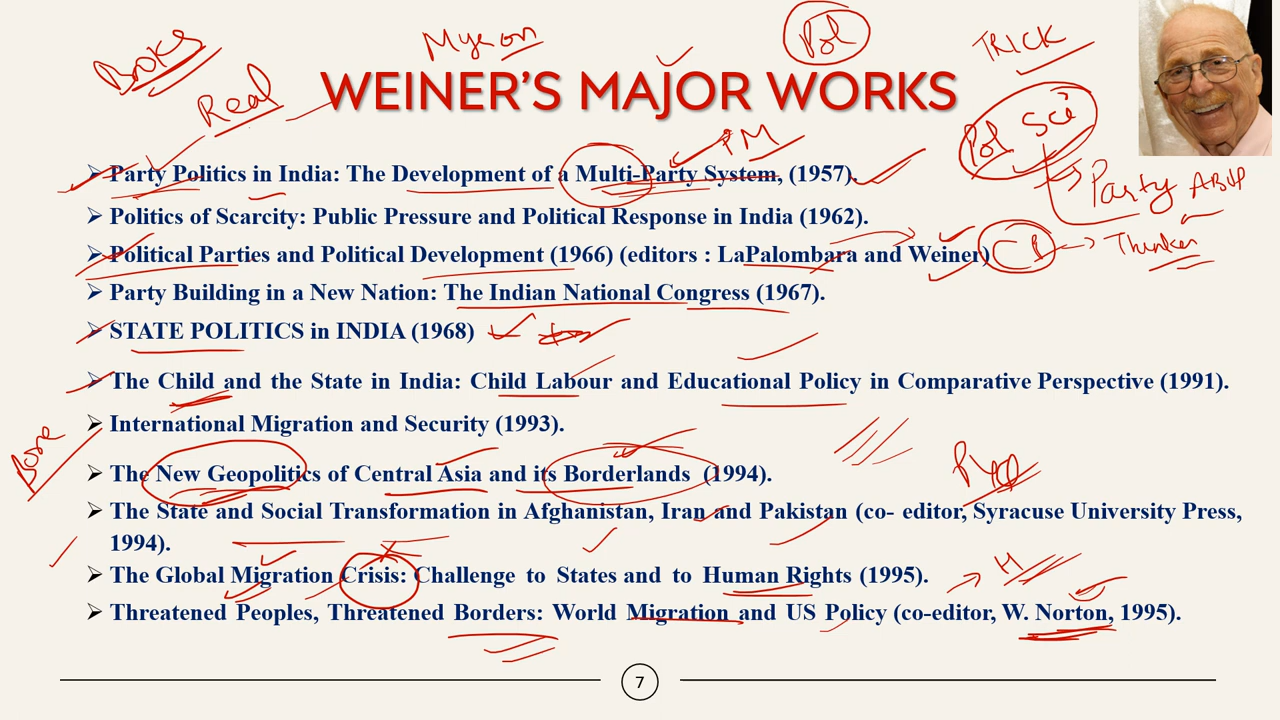 Books
Real
Myron
Pol
TRICK
WEINER'S MAJOR WORKS
Pol Sci
PM
Party
➢ Party Politics in India: The Development of a Multi-Party System, (1957).
➢ Politics of Scarcity: Public Pressure and Political Response in India (1962).
Thinker
➢ Political Parties and Political Development (1966) (editors : LaPalombara and Weiner)
➢ Party Building in a New Nation: The Indian National Congress (1967).
➢ STATE POLITICS in INDIA (1968)
➢ The Child and the State in India: Child Labour and Educational Policy in Comparative Perspective (1991).
➢ International Migration and Security (1993).
➢ The New Geopolitics of Central Asia and its Borderlands (1994).
➢ The State and Social Transformation in Afghanistan, Iran and Pakistan (co- editor, Syracuse University Press,
1994).
➢ The Global Migration Crisis: Challenge to States and to Human Rights (1995).
➢ Threatened Peoples, Threatened Borders: World Migration and US Policy (co-editor, W. Norton, 1995).
7